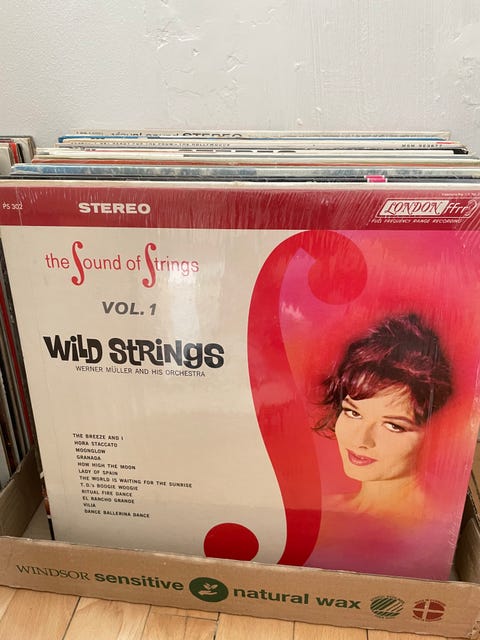 STEREO
PS 302
STEREO
LONDON ffrr
FULL FREQUENCY RANGE RECORDING
the Sound of Strings
VOL. 1
WILD STRINGS
WERNER MÜLLER AND HIS ORCHESTRA
THE BREEZE AND I
HORA STACCATO
MOONGLOW
GRANADA
HOW HIGH THE MOON
LADY OF SPAIN
THE WORLD IS WAITING FOR THE SUNRISE
T.D.'s BOOGIE WOOGIE
RITUAL FIRE DANCE
EL RANCHO GRANDE
VILIA
DANCE BALLERINA DANCE
WINDSOR sensitive natural wax